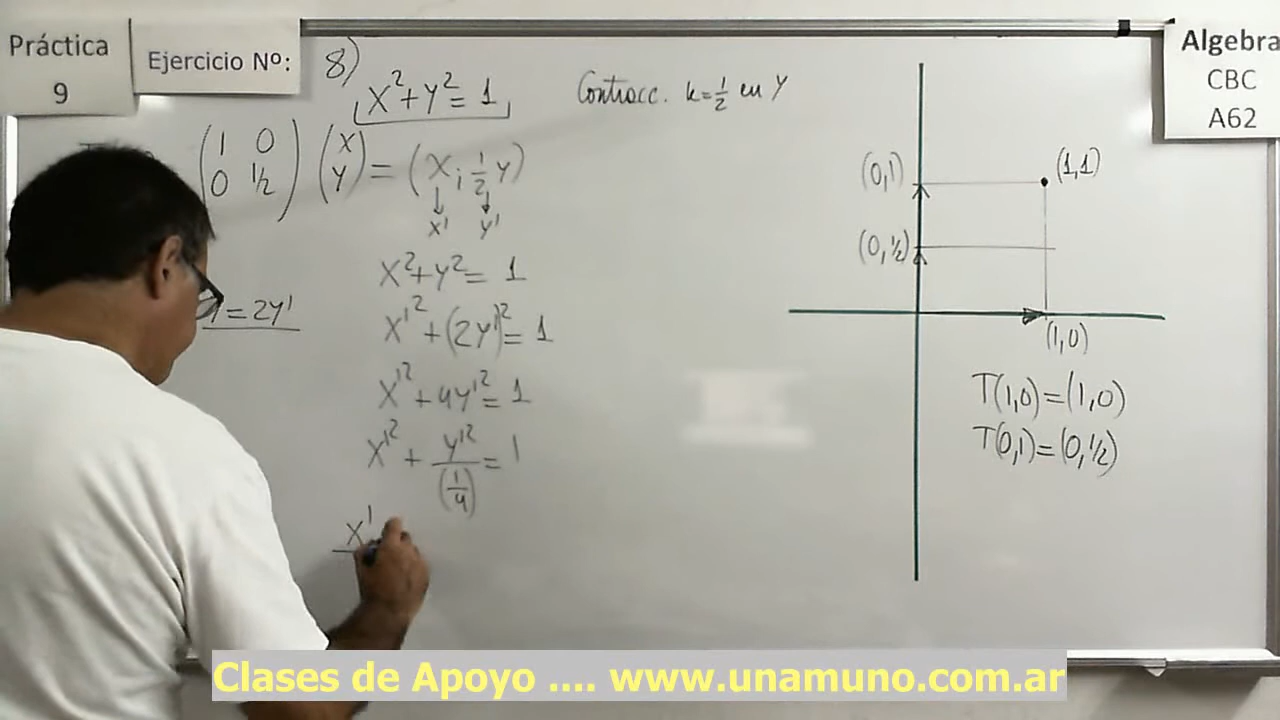 Práctica
9
Ejercicio Nº:
8)
X² + Y² = 1
Contracc. k = 1/2 en Y
Algebra
CBC
A62
(1 0
0 1/2) (X
Y) = (X ; 1/2 Y)
X' Y'
= 2Y'
X² + Y² = 1
X'² + (2Y')² = 1
X'² + 4Y'² = 1
X'² + Y'²/(1/4) = 1
X'
(0,1)
(1,1)
(0,1/2)
(1,0)
T(1,0) = (1,0)
T(0,1) = (0,1/2)
Clases de Apoyo .... www.unamuno.com.ar